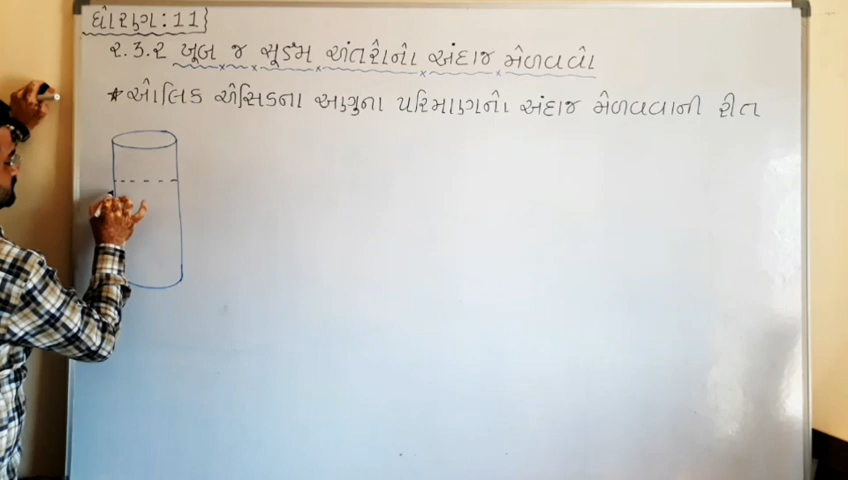 ધોરણ:11}
૨.૩.૨ ખૂબ જ સૂક્ષ્મ અંતરોનો અંદાજ મેળવવો
* ઓલિક ઍસિડના અણુના પરિમાણનો અંદાજ મેળવવાની રીત